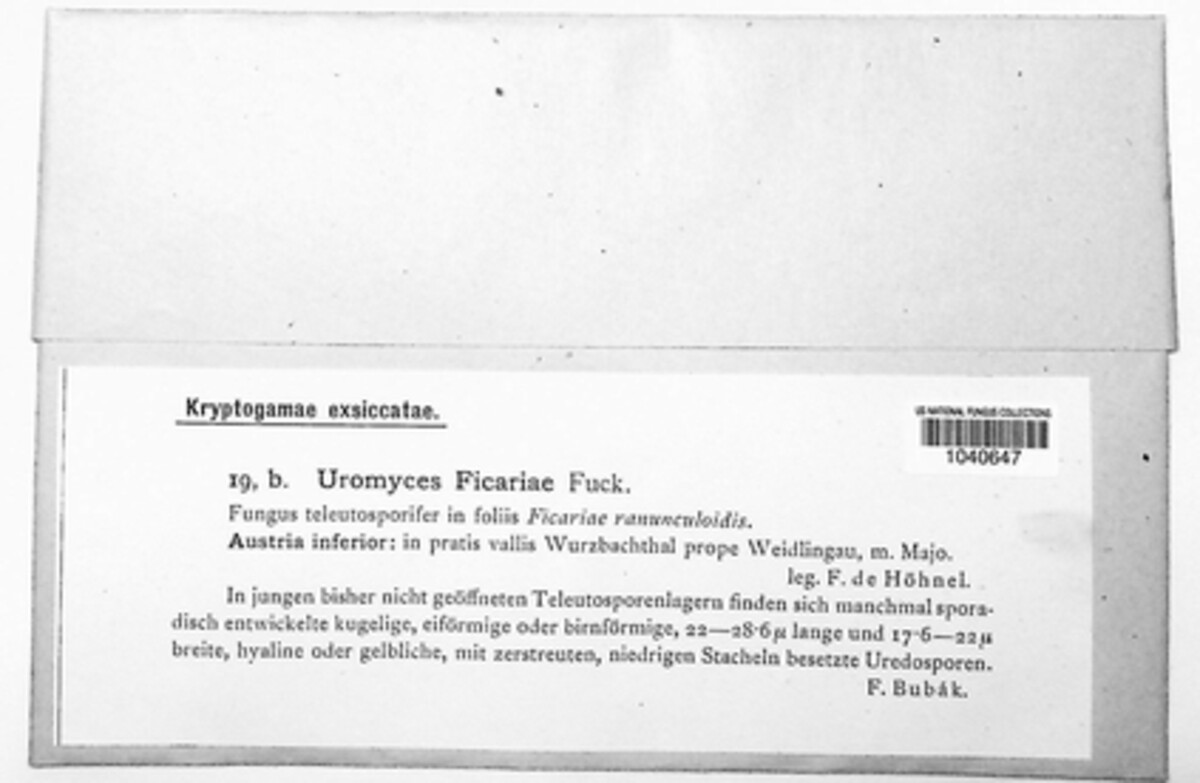 Kryptogamae exsiccatae.
US NATIONAL FUNGUS COLLECTIONS
1040647
19, b. Uromyces Ficariae Fuck.
Fungus teleutosporifer in foliis Ficariae ranunculoidis.
Austria inferior: in pratis vallis Wurzbachthal prope Weidlingau, m. Majo.
leg. F. de Höhnel.
In jungen bisher nicht geöffneten Teleutosporenlagern finden sich manchmal spora-
disch entwickelte kugelige, eiförmige oder birnförmige, 22—28·6 µ lange und 17·6—22 µ
breite, hyaline oder gelbliche, mit zerstreuten, niedrigen Stacheln besetzte Uredosporen.
F. Bubák.